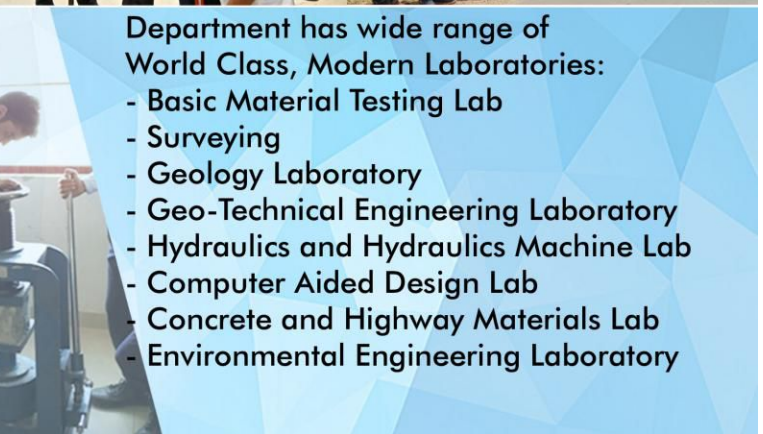 Department has wide range of
World Class, Modern Laboratories:
- Basic Material Testing Lab
- Surveying
- Geology Laboratory
- Geo-Technical Engineering Laboratory
- Hydraulics and Hydraulics Machine Lab
- Computer Aided Design Lab
- Concrete and Highway Materials Lab
- Environmental Engineering Laboratory